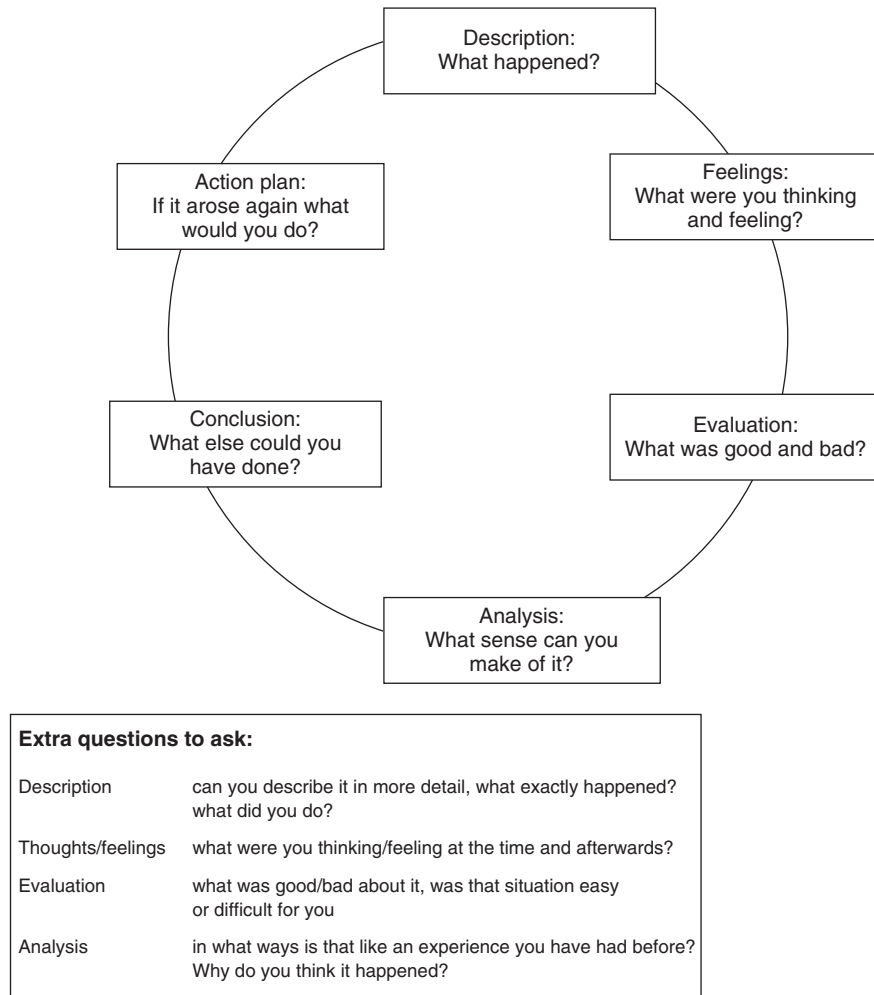 Description:
What happened?
Feelings:
What were you thinking
and feeling?
Evaluation:
What was good and bad?
Analysis:
What sense can you
make of it?
Conclusion:
What else could you
have done?
Action plan:
If it arose again what
would you do?
Extra questions to ask:
Description can you describe it in more detail, what exactly happened?
what did you do?
Thoughts/feelings what were you thinking/feeling at the time and afterwards?
Evaluation what was good/bad about it, was that situation easy
or difficult for you
Analysis in what ways is that like an experience you have had before?
Why do you think it happened?